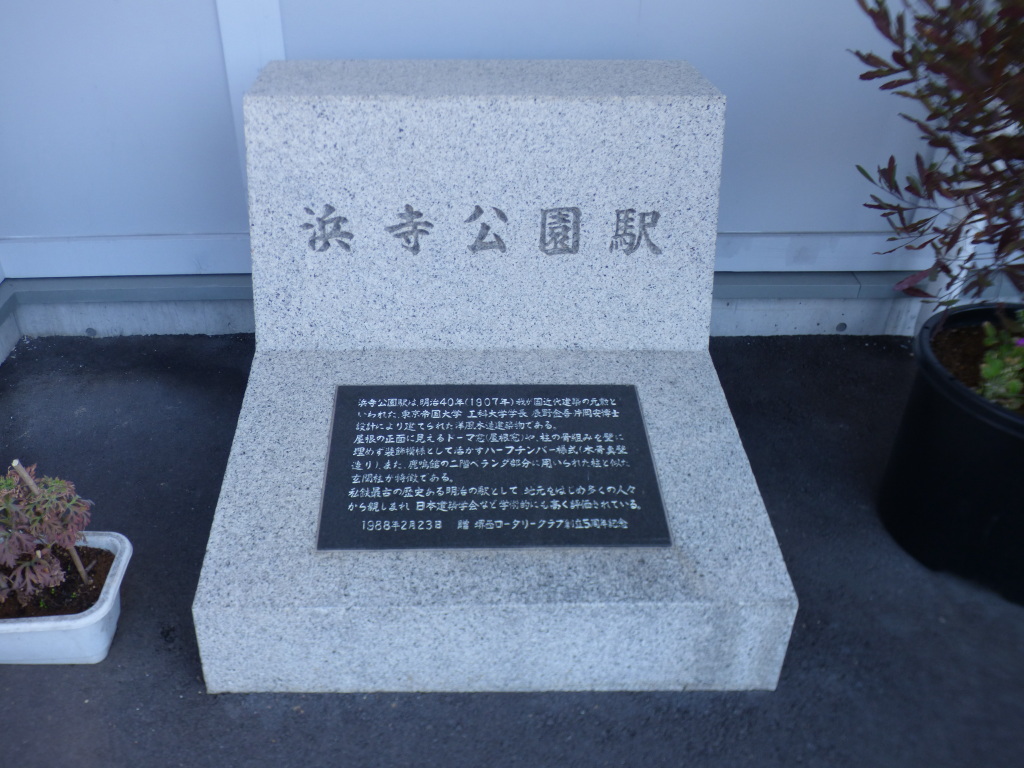 浜寺公園駅
浜寺公園駅は、明治40年(1907年)我が国近代建築の元勲と
いわれた、東京帝国大学 工科大学学長 辰野金吾・片岡安博士
設計により建てられた洋風木造建築物である。
屋根の正面に見えるドーマ窓(屋根窓)や、柱の骨組みを壁に
埋めず装飾模様として活かすハーフチンバー様式(木骨真壁
造り)、また、鹿鳴館の二階ベランダ部分に用いられた柱と似た
玄関柱が特徴である。
私鉄最古の歴史ある明治の駅として、地元をはじめ多くの人々
から親しまれ、日本建築学会など学術的にも高く評価されている。
1988年2月23日 贈 堺西ロータリークラブ創立5周年記念